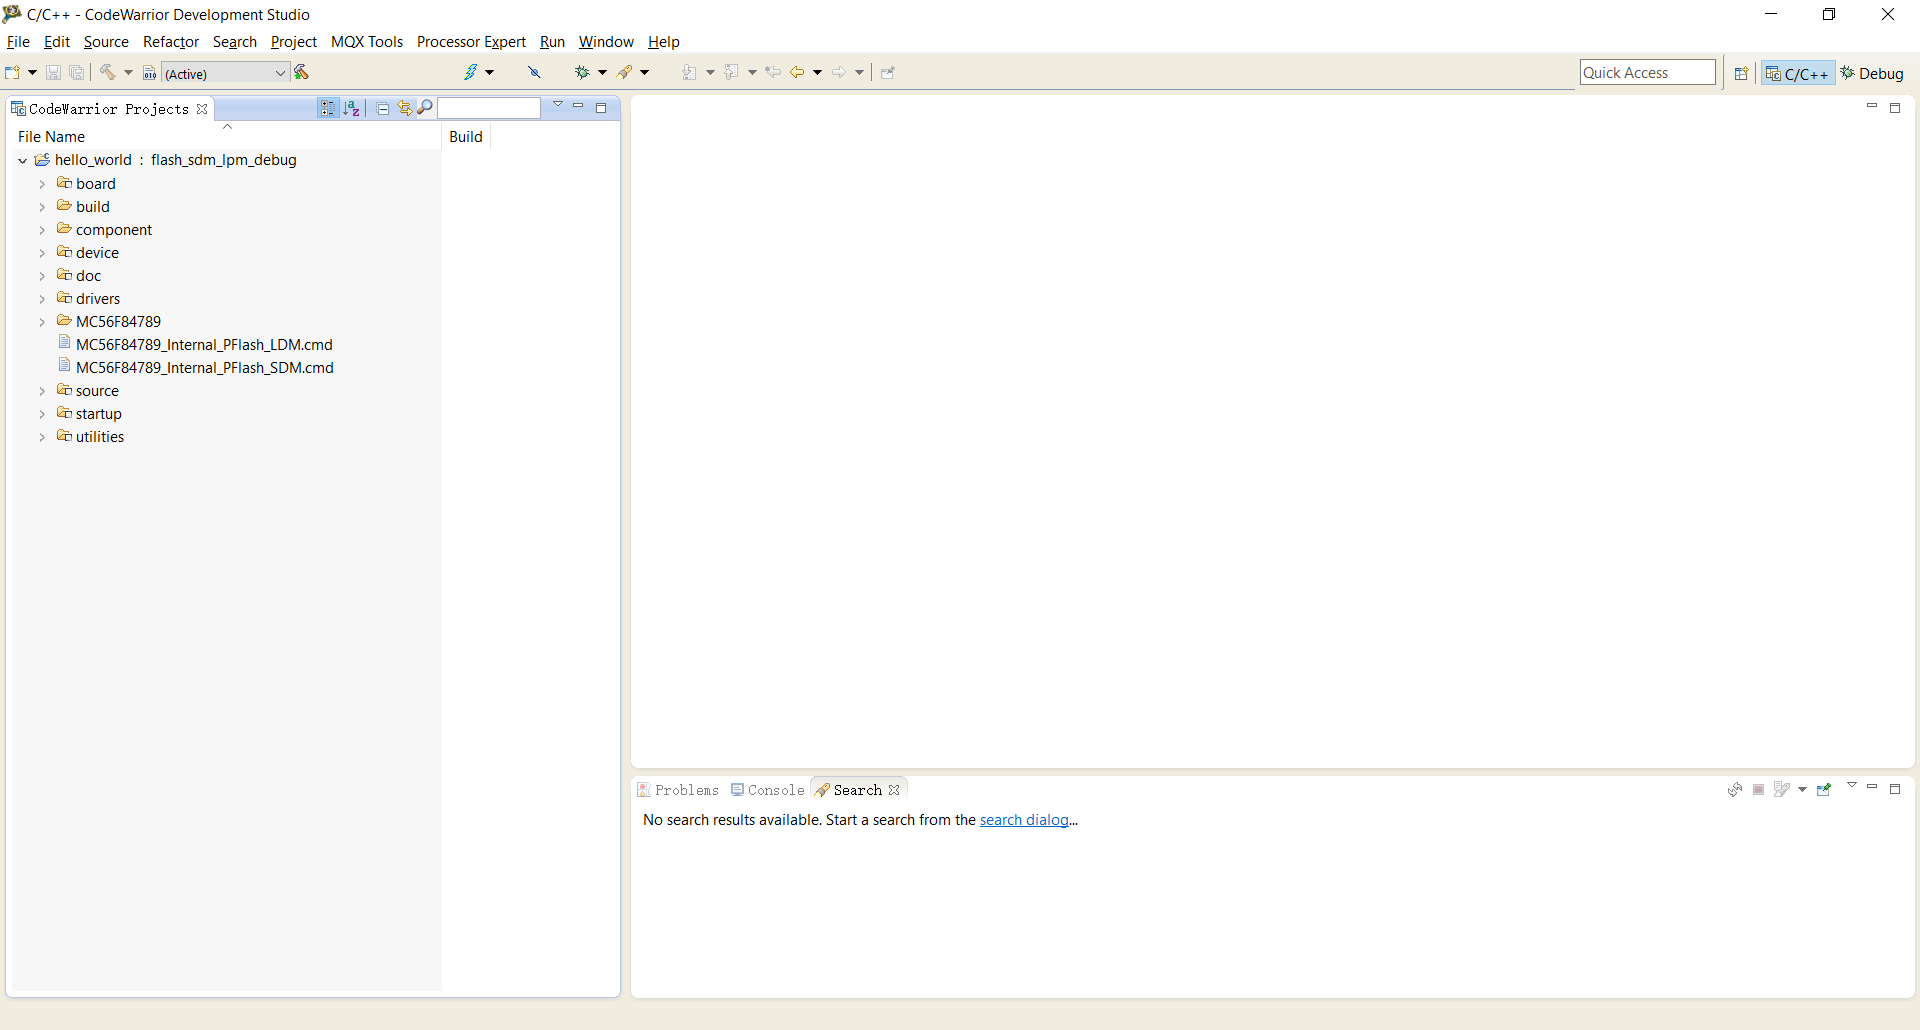 C/C++ - CodeWarrior Development Studio
File Edit Source Refactor Search Project MQX Tools Processor Expert Run Window Help
010 (Active) Quick Access C/C++ Debug
CodeWarrior Projects
File Name Build
hello_world : flash_sdm_lpm_debug
board
build
component
device
doc
drivers
MC56F84789
MC56F84789_Internal_PFlash_LDM.cmd
MC56F84789_Internal_PFlash_SDM.cmd
source
startup
utilities
Problems Console Search
No search results available. Start a search from the search dialog...